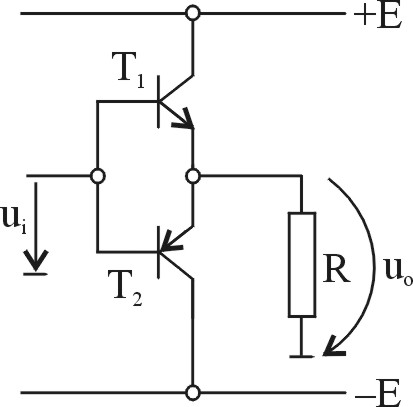 +E
T₁
uᵢ
T₂
R
uₒ
–E